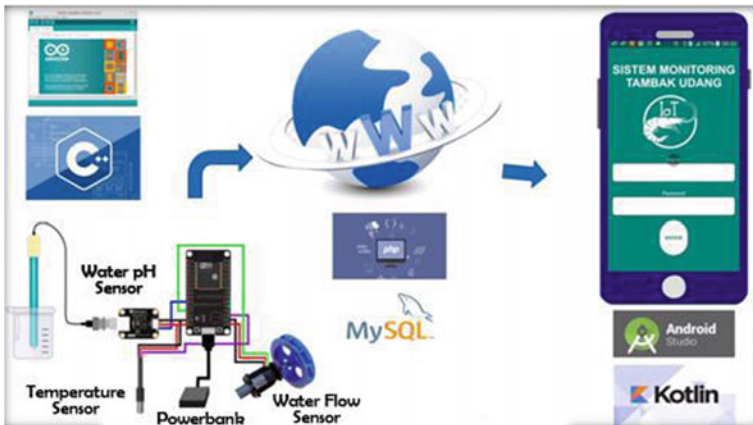 ARDUINO
C++
Water pH
Sensor
Temperature
Sensor
Powerbank
Water Flow
Sensor
WWW
php
MySQL
SISTEM MONITORING
TAMBAK UDANG
IoT
Password
Android
Studio
Kotlin